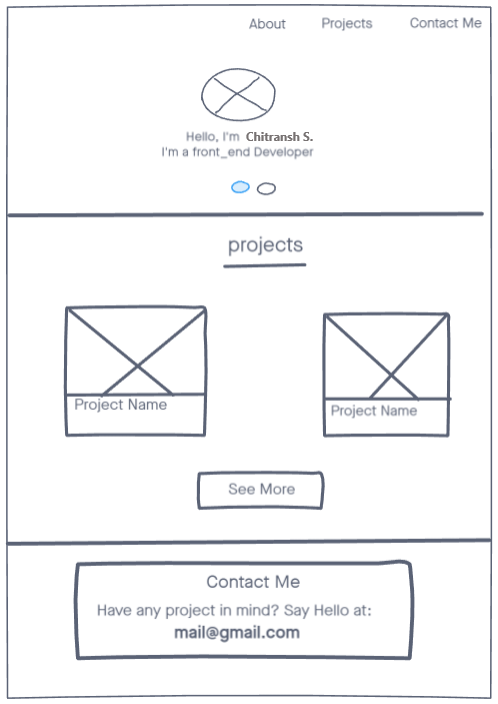 About Projects Contact Me
Hello, I'm Chitransh S.
I'm a front_end Developer
projects
Project Name
Project Name
See More
Contact Me
Have any project in mind? Say Hello at:
mail@gmail.com